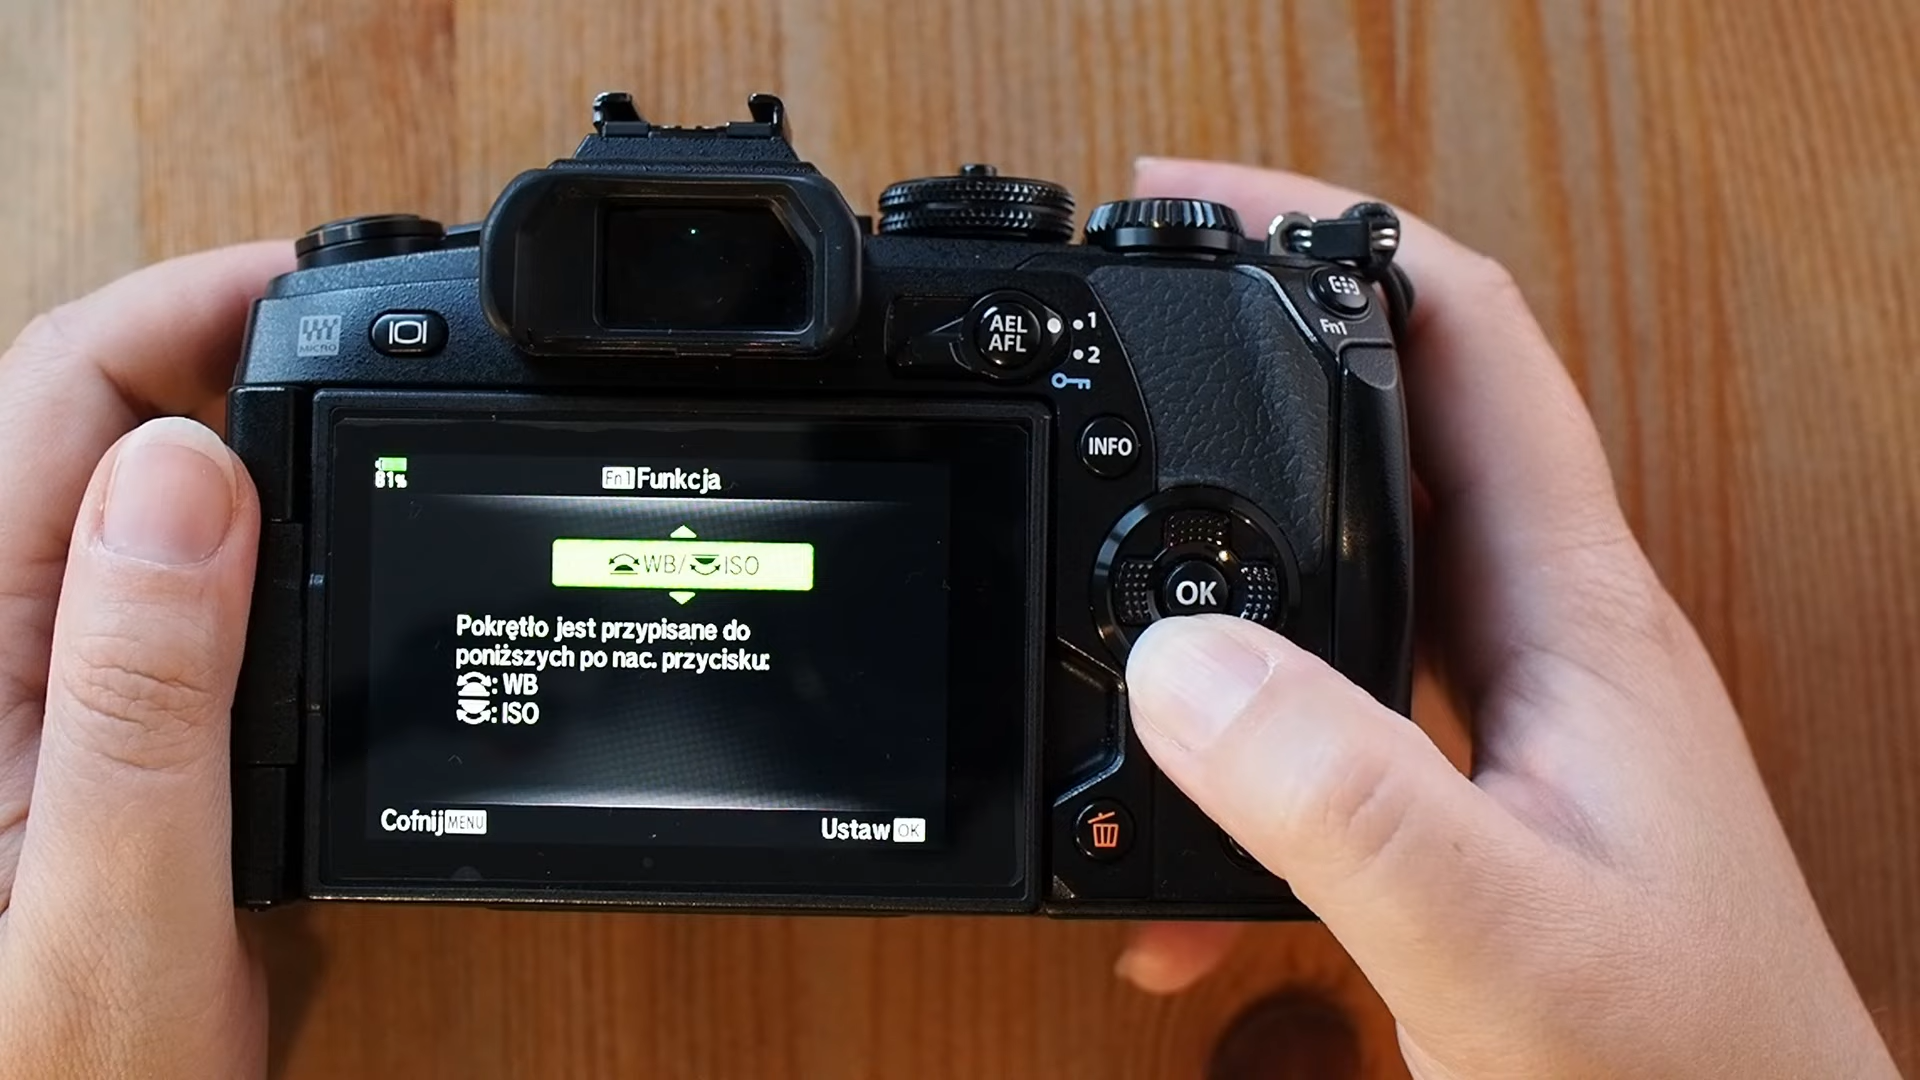 MICRO
AEL
AFL
1
2
Fn1
INFO
81%
Fn1 Funkcja
WB/ISO
OK
Pokrętło jest przypisane do
poniższych po nac. przycisku:
: WB
: ISO
Cofnij MENU
Ustaw OK